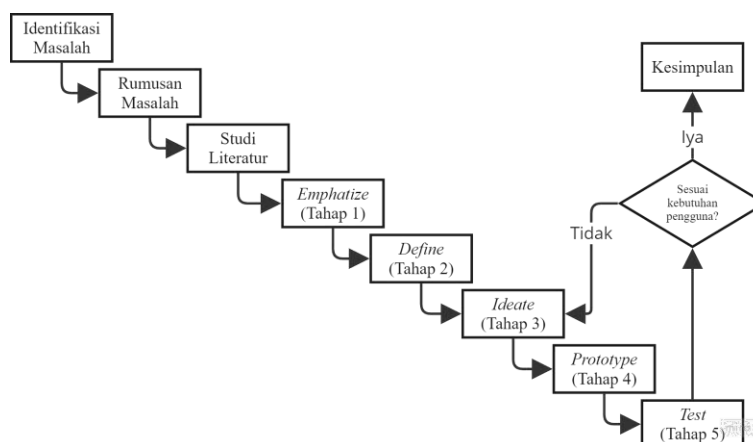 Identifikasi
Masalah
Rumusan
Masalah
Studi
Literatur
Emphatize
(Tahap 1)
Define
(Tahap 2)
Ideate
(Tahap 3)
Prototype
(Tahap 4)
Test
(Tahap 5)
Sesuai
kebutuhan
pengguna?
Tidak
Iya
Kesimpulan